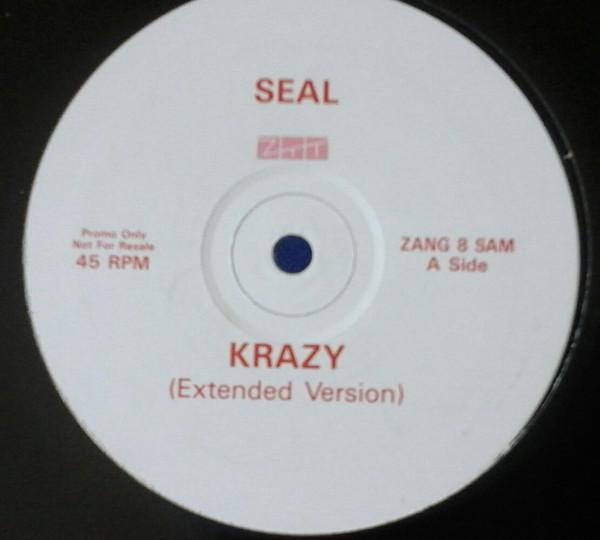 SEAL
ZTT
Promo Only
Not For Resale
45 RPM
ZANG 8 SAM
A Side
KRAZY
(Extended Version)